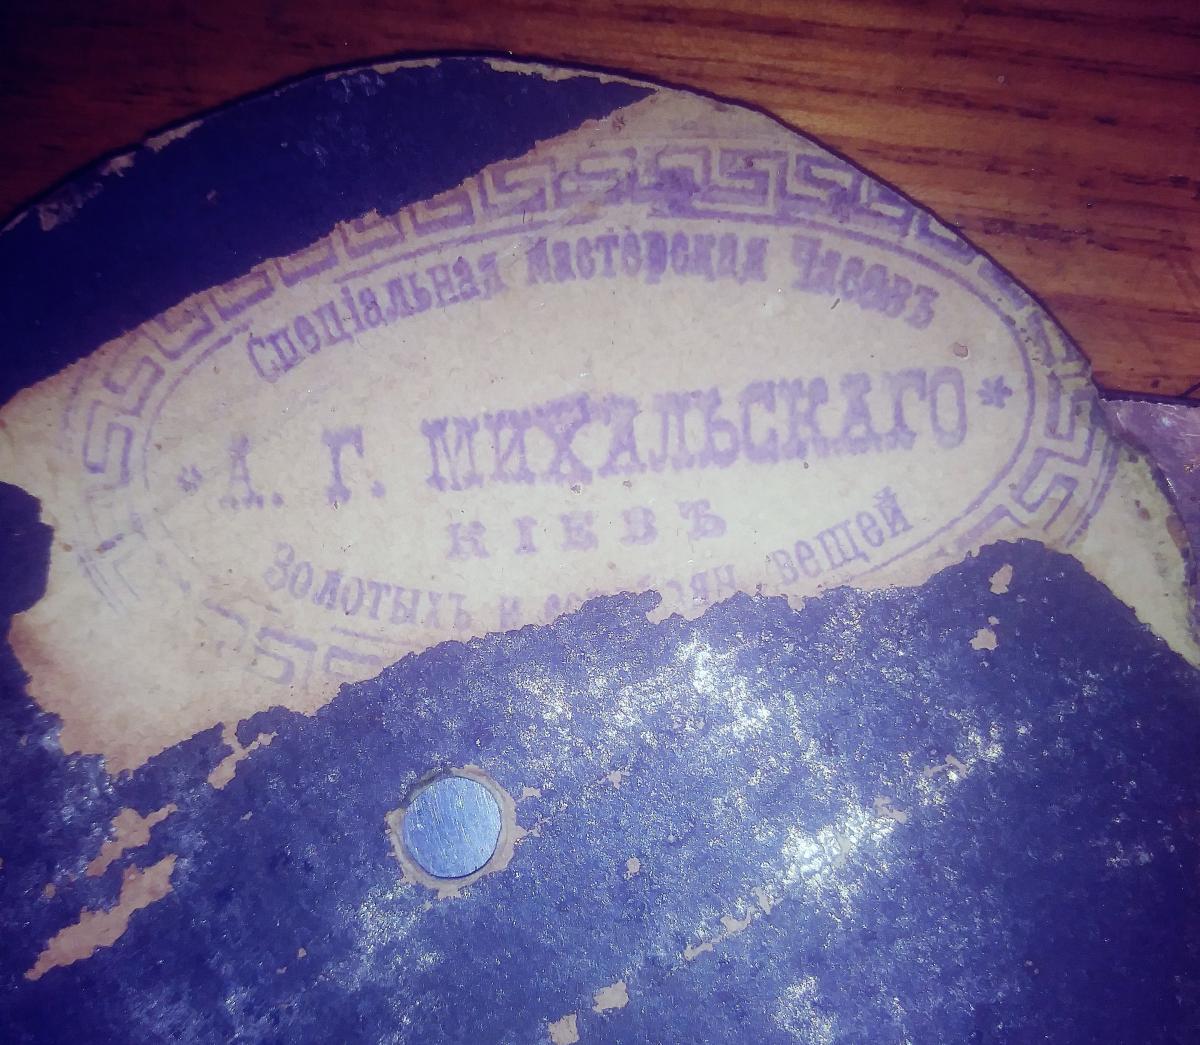 Спеціальная Мастерская Часовъ
* А. Г. МИХАЛЬСКАГО *
КІЕВЪ
Золотыхъ и вещей